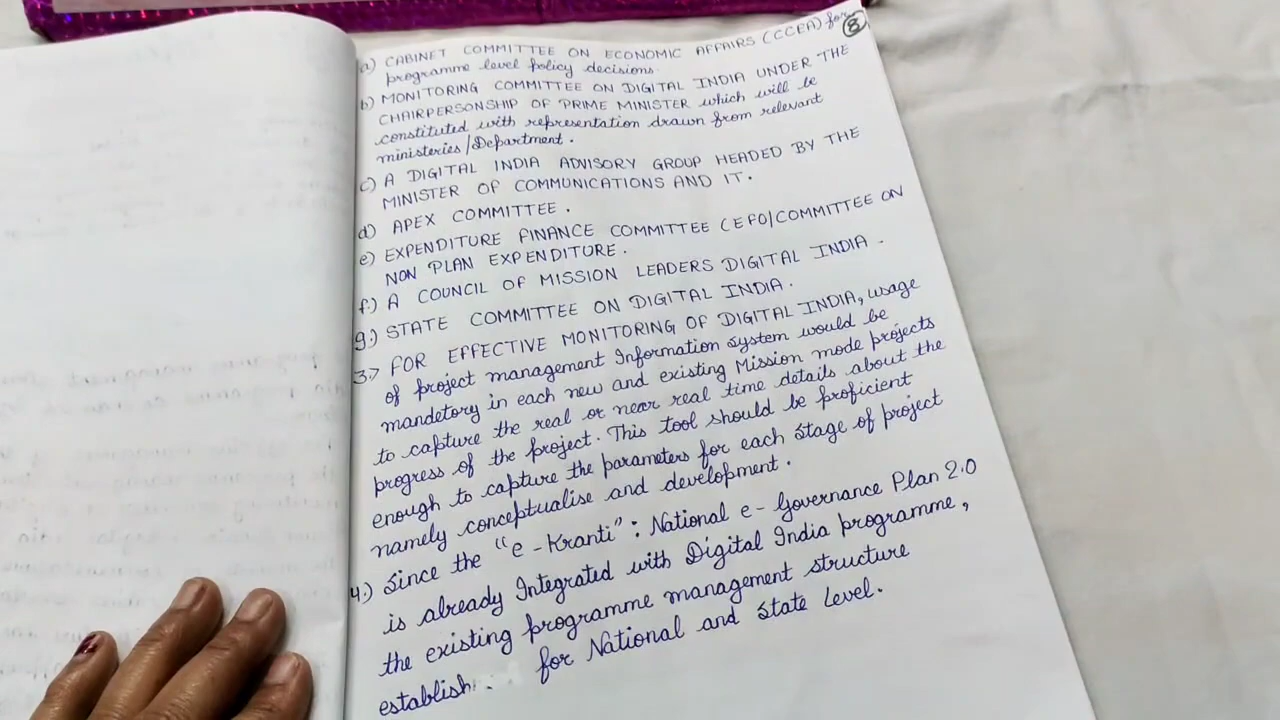 8
a) CABINET COMMITTEE ON ECONOMIC AFFAIRS (CCEA) for
programme level policy decisions.
b) MONITORING COMMITTEE ON DIGITAL INDIA UNDER THE
CHAIRPERSONSHIP OF PRIME MINISTER which will be
constituted with representation drawn from relevant
ministeries/Department.
c) A DIGITAL INDIA ADVISORY GROUP HEADED BY THE
MINISTER OF COMMUNICATIONS AND IT.
d) APEX COMMITTEE.
e) EXPENDITURE FINANCE COMMITTEE (EFO/COMMITTEE ON
NON PLAN EXPENDITURE.
f.) A COUNCIL OF MISSION LEADERS DIGITAL INDIA.
g.) STATE COMMITTEE ON DIGITAL INDIA.
3.> FOR EFFECTIVE MONITORING OF DIGITAL INDIA, usage
of project management Information system would be
mandetory in each new and existing Mission mode projects
to capture the real or near real time details about the
progress of the project. This tool should be proficient
enough to capture the parameters for each stage of project
namely conceptualise and development.
4.) Since the "e-Kranti": National e-Governance Plan 2.0
is already Integrated with Digital India programme,
the existing programme management structure
establish. for National and State Level.